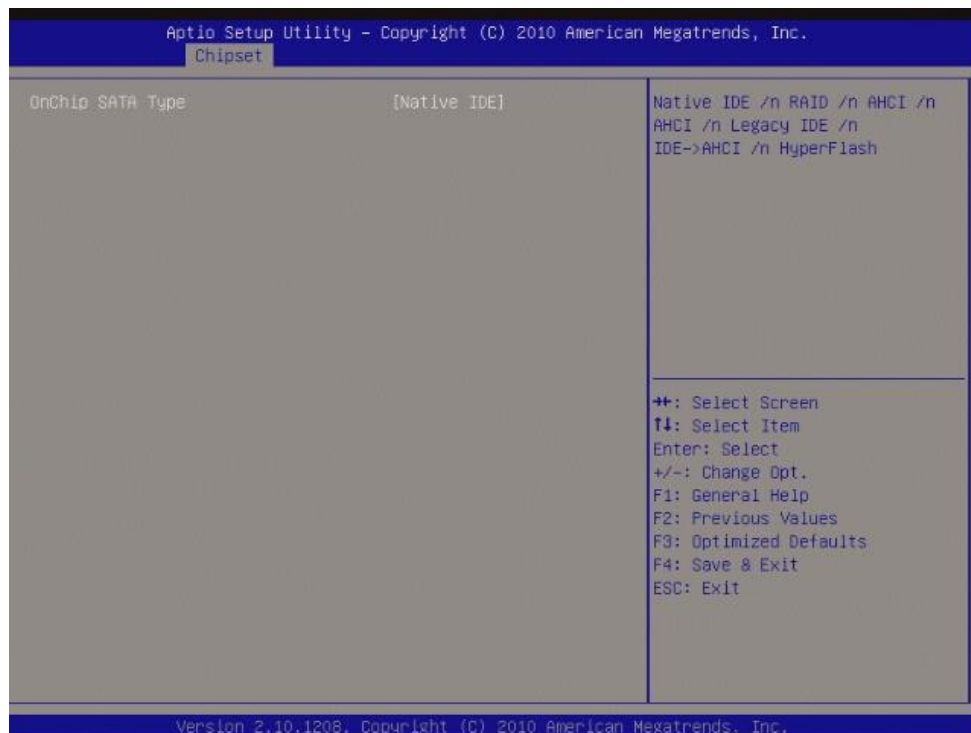 Aptio Setup Utility – Copyright (C) 2010 American Megatrends, Inc.
Chipset
OnChip SATA Type [Native IDE]
Native IDE /n RAID /n AHCI /n
AHCI /n Legacy IDE /n
IDE->AHCI /n HyperFlash
→←: Select Screen
↑↓: Select Item
Enter: Select
+/-: Change Opt.
F1: General Help
F2: Previous Values
F3: Optimized Defaults
F4: Save & Exit
ESC: Exit
Version 2.10.1208. Copyright (C) 2010 American Megatrends, Inc.